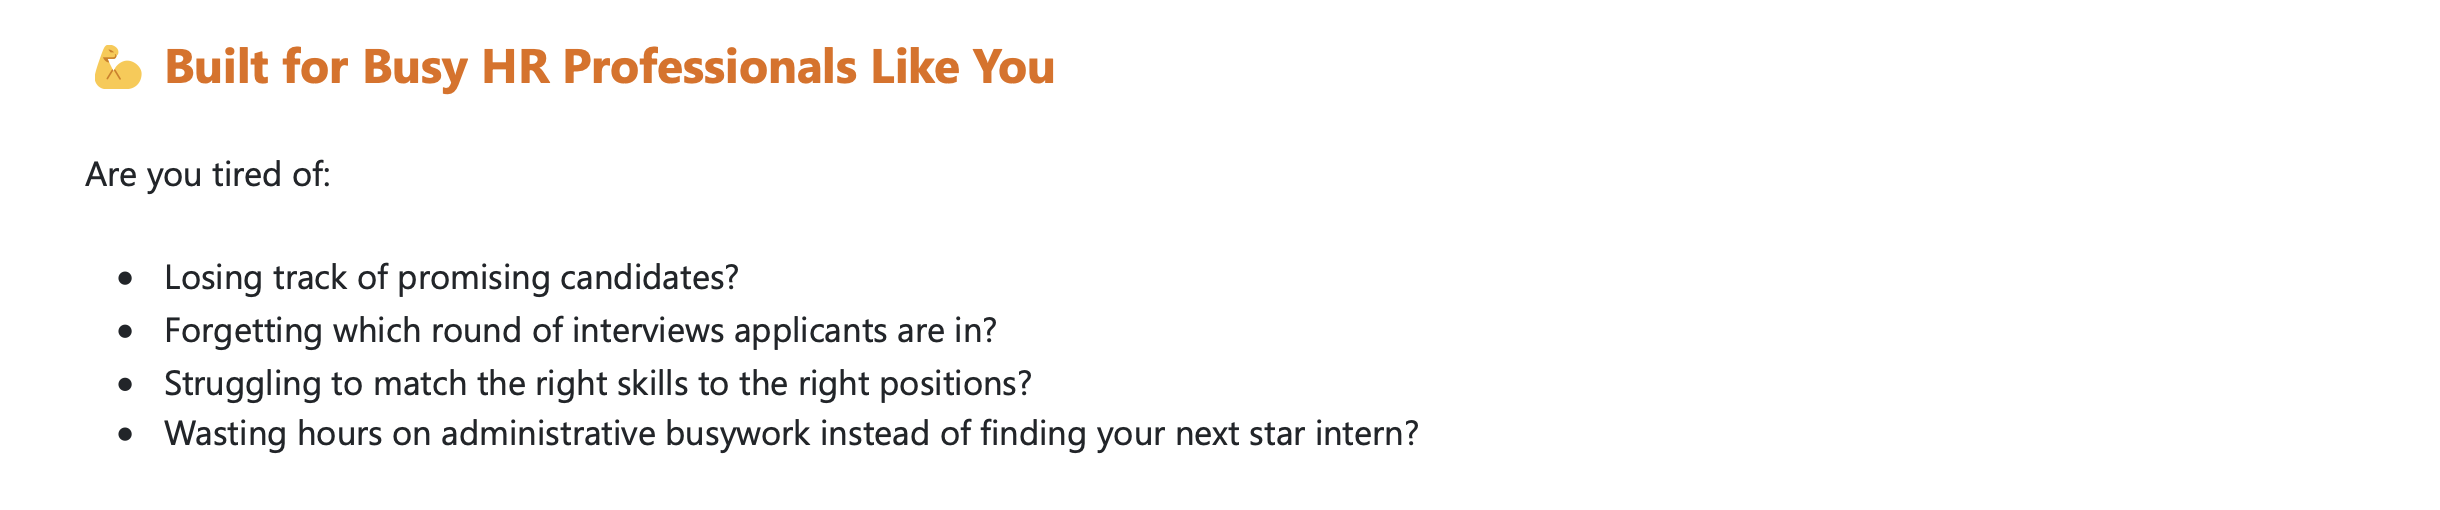 💪 Built for Busy HR Professionals Like You
Are you tired of:
• Losing track of promising candidates?
• Forgetting which round of interviews applicants are in?
• Struggling to match the right skills to the right positions?
• Wasting hours on administrative busywork instead of finding your next star intern?